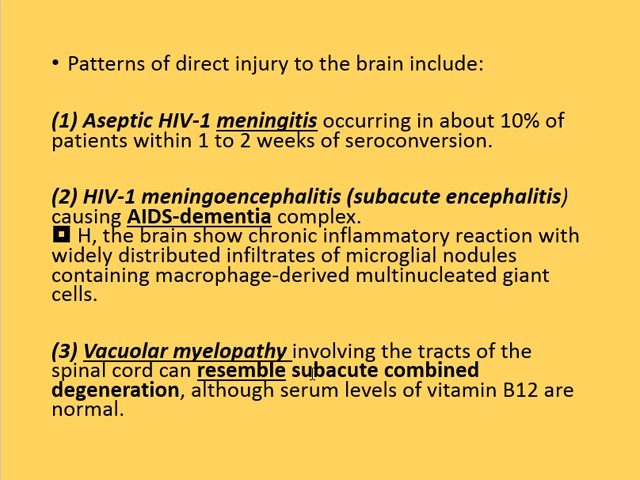 • Patterns of direct injury to the brain include:
(1) Aseptic HIV-1 meningitis occurring in about 10% of
patients within 1 to 2 weeks of seroconversion.
(2) HIV-1 meningoencephalitis (subacute encephalitis)
causing AIDS-dementia complex.
◘ H, the brain show chronic inflammatory reaction with
widely distributed infiltrates of microglial nodules
containing macrophage-derived multinucleated giant
cells.
(3) Vacuolar myelopathy involving the tracts of the
spinal cord can resemble subacute combined
degeneration, although serum levels of vitamin B12 are
normal.